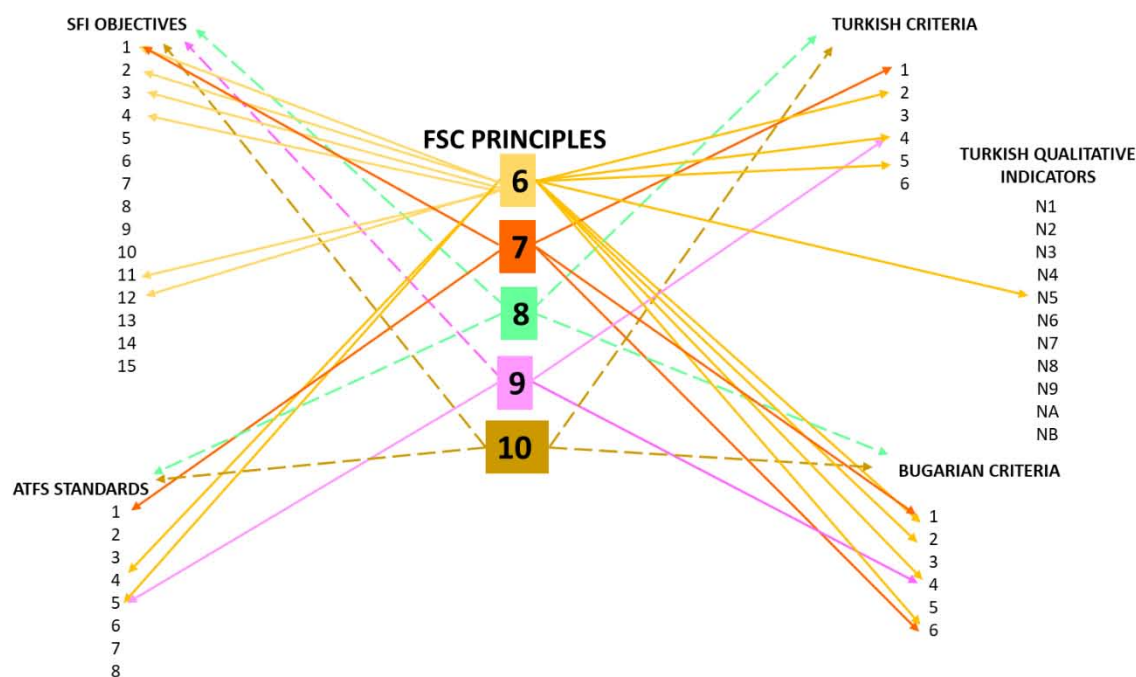 SFI OBJECTIVES
1
2
3
4
5
6
7
8
9
10
11
12
13
14
15
FSC PRINCIPLES
6
7
8
9
10
TURKISH CRITERIA
1
2
3
4
5
6
TURKISH QUALITATIVE
INDICATORS
N1
N2
N3
N4
N5
N6
N7
N8
N9
NA
NB
ATFS STANDARDS
1
2
3
4
5
6
7
8
BUGARIAN CRITERIA
1
2
3
4
5
6